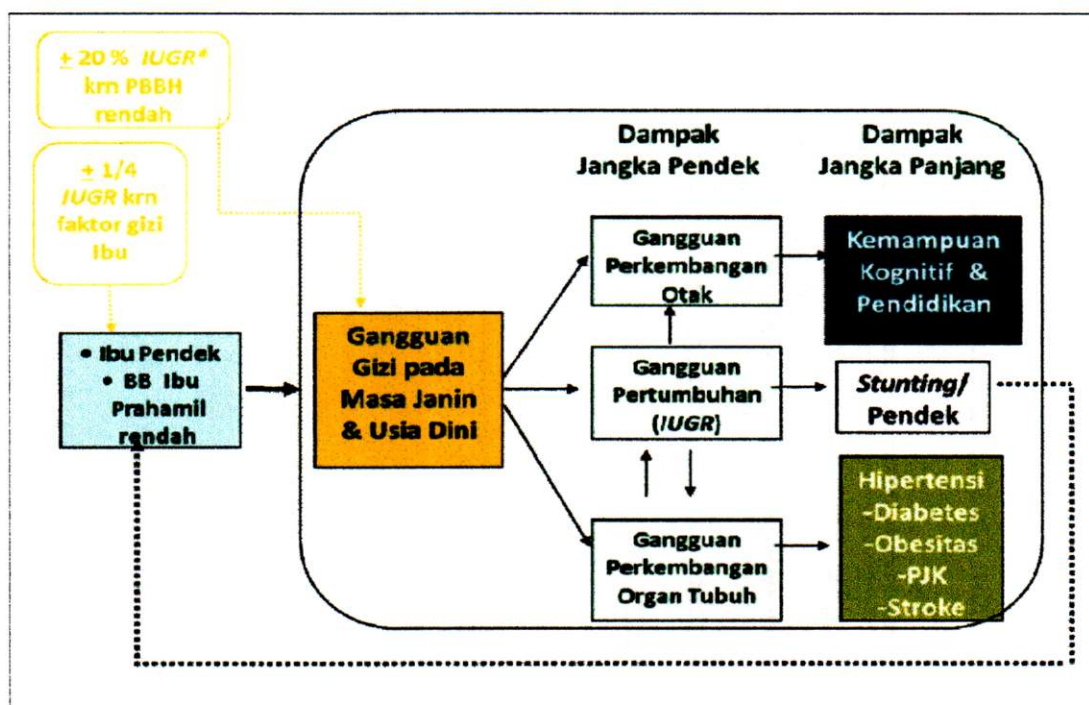 ± 20 % IUGR*
krn PBBH
rendah
± 1/4
IUGR krn
faktor gizi
Ibu
• Ibu Pendek
• BB Ibu
Prahamil
rendah
Gangguan
Gizi pada
Masa Janin
& Usia Dini
Dampak
Jangka Pendek
Gangguan
Perkembangan
Otak
Gangguan
Pertumbuhan
(IUGR)
Gangguan
Perkembangan
Organ Tubuh
Dampak
Jangka Panjang
Kemampuan
Kognitif &
Pendidikan
Stunting/
Pendek
Hipertensi
-Diabetes
-Obesitas
-PJK
-Stroke